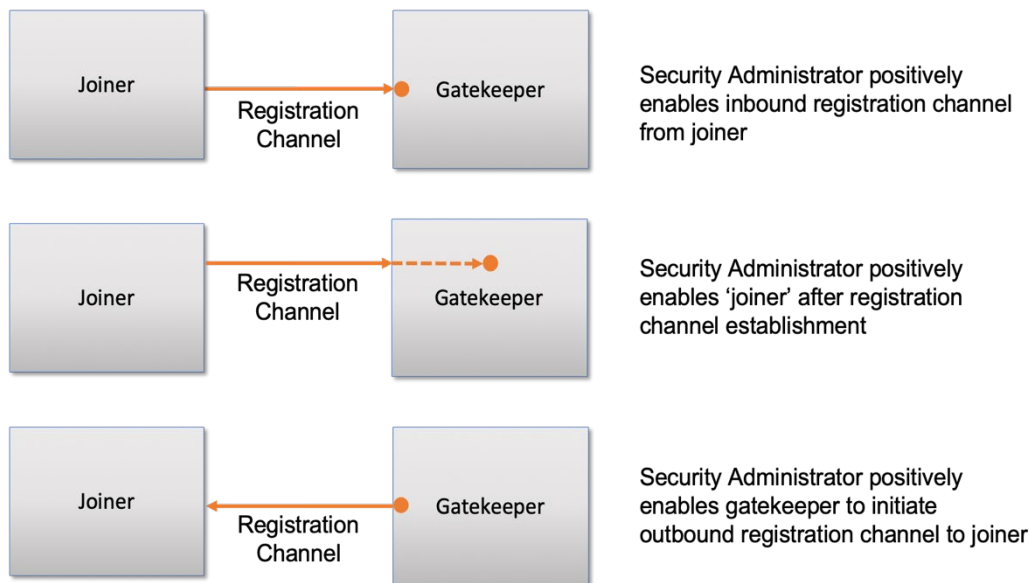 Joiner
Registration
Channel
Gatekeeper
Security Administrator positively
enables inbound registration channel
from joiner
Joiner
Registration
Channel
Gatekeeper
Security Administrator positively
enables ‘joiner’ after registration
channel establishment
Joiner
Registration
Channel
Gatekeeper
Security Administrator positively
enables gatekeeper to initiate
outbound registration channel to joiner